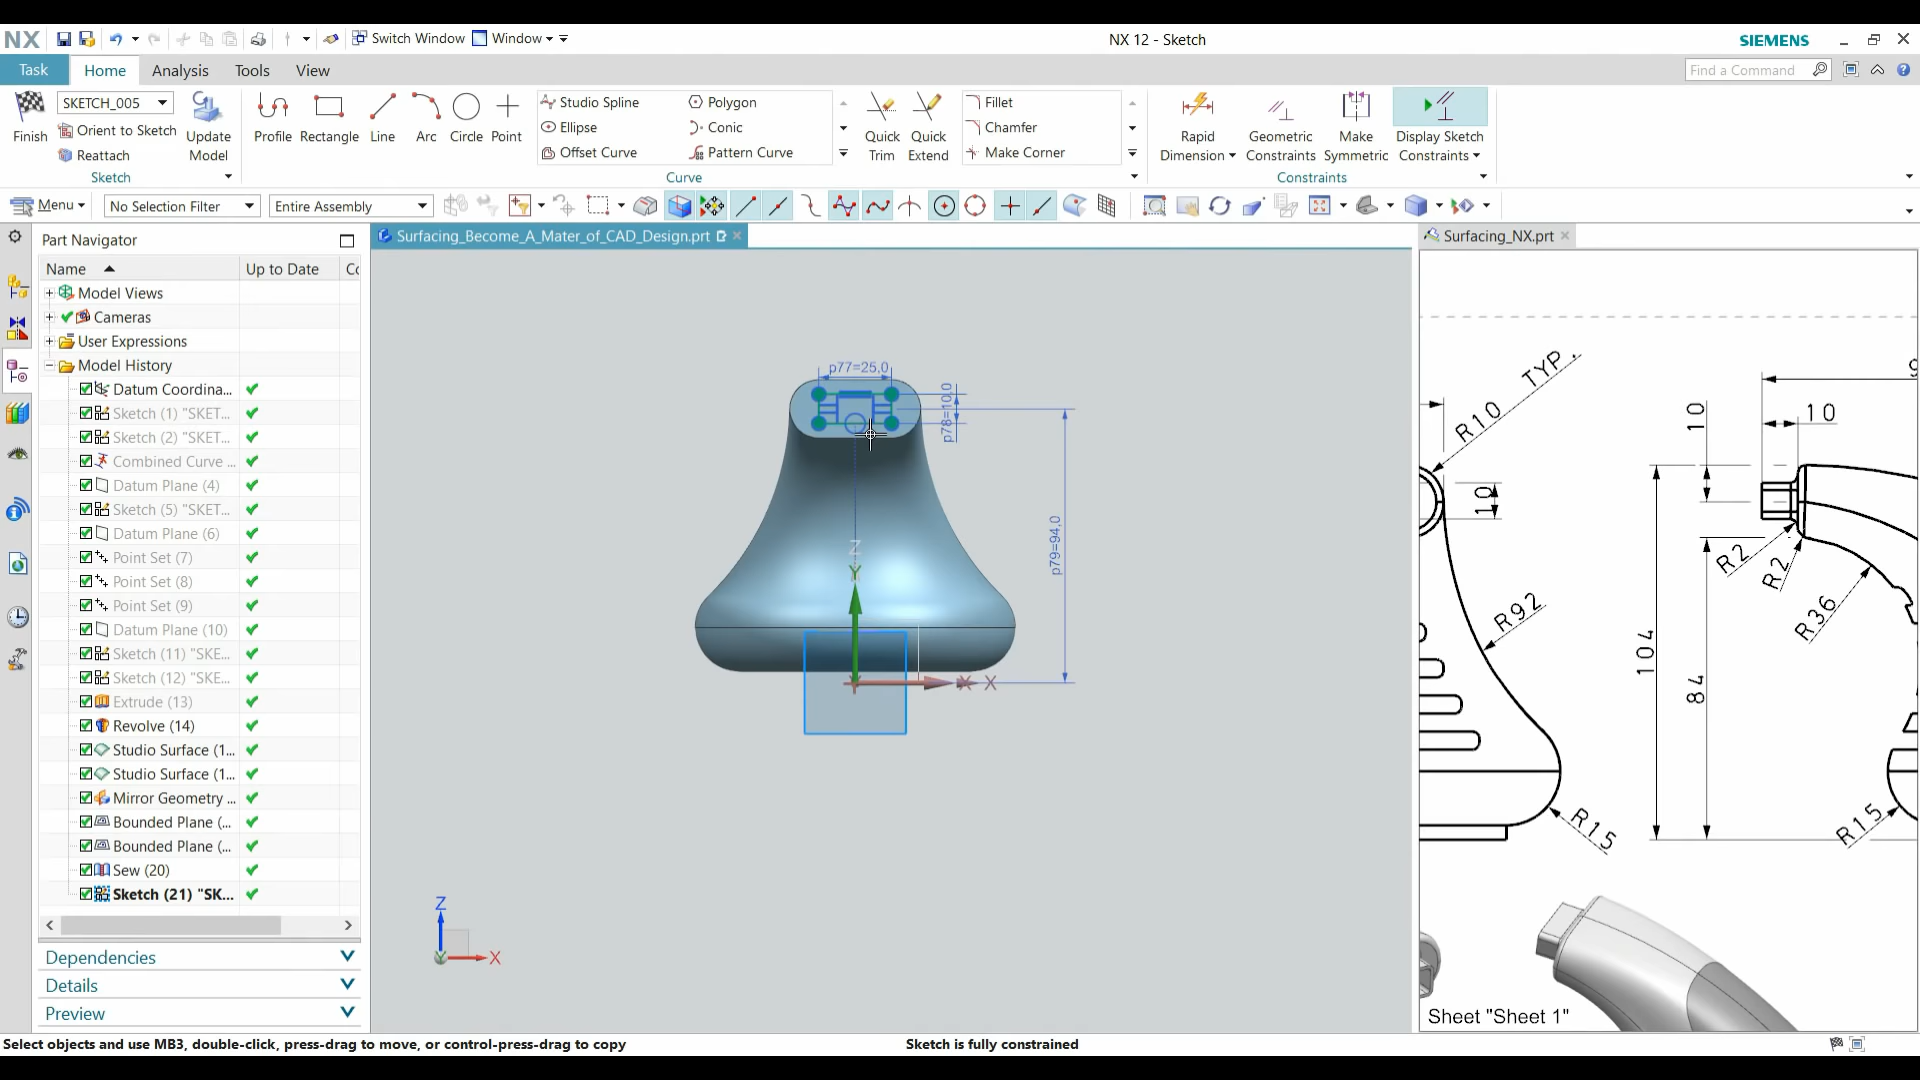 NX
Switch Window
Window
NX 12 - Sketch
SIEMENS
Task
Home
Analysis
Tools
View
Find a Command
Finish
SKETCH_005
Orient to Sketch
Reattach
Update
Model
Sketch
Profile
Rectangle
Line
Arc
Circle
Point
Studio Spline
Ellipse
Offset Curve
Polygon
Conic
Pattern Curve
Quick
Trim
Quick
Extend
Fillet
Chamfer
Make Corner
Curve
Rapid
Dimension
Geometric
Constraints
Make
Symmetric
Display Sketch
Constraints
Constraints
Menu
No Selection Filter
Entire Assembly
Part Navigator
Surfacing_Become_A_Mater_of_CAD_Design.prt
Surfacing_NX.prt
Name
Up to Date
Model Views
Cameras
User Expressions
Model History
Datum Coordina...
Sketch (1) "SKET...
Sketch (2) "SKET...
Combined Curve ...
Datum Plane (4)
Sketch (5) "SKET...
Datum Plane (6)
Point Set (7)
Point Set (8)
Point Set (9)
Datum Plane (10)
Sketch (11) "SKE...
Sketch (12) "SKE...
Extrude (13)
Revolve (14)
Studio Surface (1...
Studio Surface (1...
Mirror Geometry ...
Bounded Plane (...
Bounded Plane (...
Sew (20)
Sketch (21) "SK...
Dependencies
Details
Preview
p77=25,0
p78=10,0
p79=94,0
Z
Y
X
X
Z
Y
X
TYP.
R10
10
10
10
R2
R2
R36
R92
104
84
R15
R15
Sheet "Sheet 1"
Select objects and use MB3, double-click, press-drag to move, or control-press-drag to copy
Sketch is fully constrained